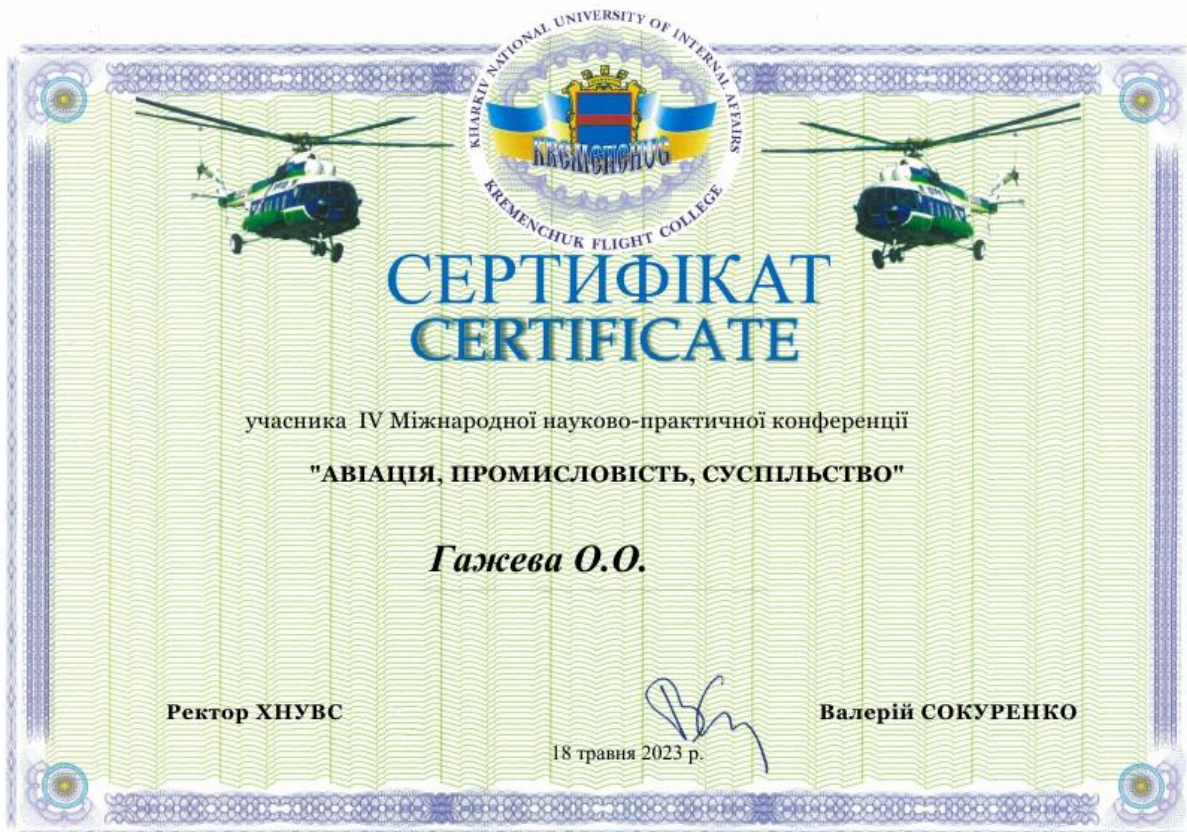 KHARKIV NATIONAL UNIVERSITY OF INTERNAL AFFAIRS
KREMENCHUG
KREMENCHUK FLIGHT COLLEGE
СЕРТИФІКАТ
CERTIFICATE
учасника IV Міжнародної науково-практичної конференції
"АВІАЦІЯ, ПРОМИСЛОВІСТЬ, СУСПІЛЬСТВО"
Гажева О.О.
Ректор ХНУВС
Валерій СОКУРЕНКО
18 травня 2023 р.